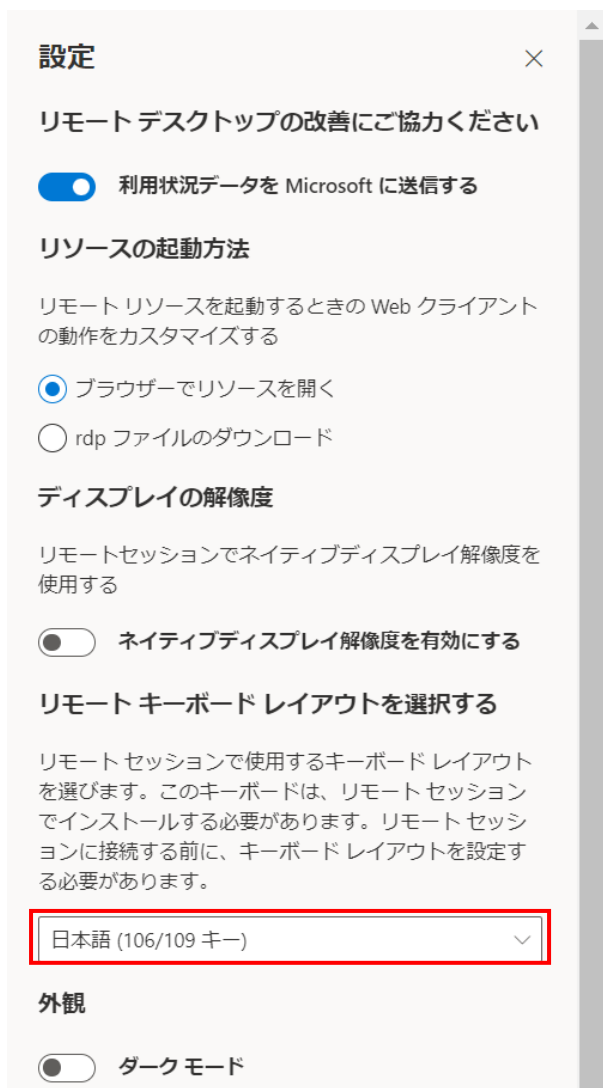 設定
リモート デスクトップの改善にご協力ください
利用状況データを Microsoft に送信する
リソースの起動方法
リモート リソースを起動するときの Web クライアント
の動作をカスタマイズする
ブラウザーでリソースを開く
rdp ファイルのダウンロード
ディスプレイの解像度
リモートセッションでネイティブディスプレイ解像度を
使用する
ネイティブディスプレイ解像度を有効にする
リモート キーボード レイアウトを選択する
リモート セッションで使用するキーボード レイアウト
を選びます。このキーボードは、リモート セッション
でインストールする必要があります。リモート セッシ
ョンに接続する前に、キーボード レイアウトを設定す
る必要があります。
日本語 (106/109 キー)
外観
ダーク モード